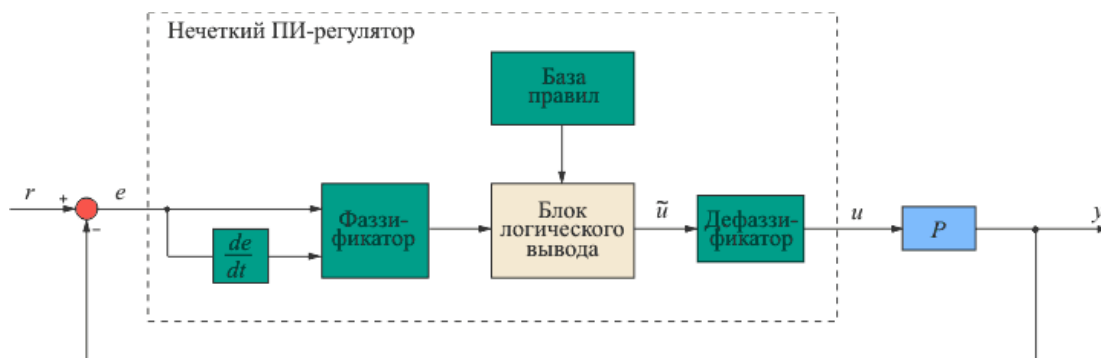 Нечеткий ПИ-регулятор
База
правил
r
+
−
e
de
dt
Фаззи-
фикатор
Блок
логического
вывода
ũ
Дефаззи-
фикатор
u
P
y